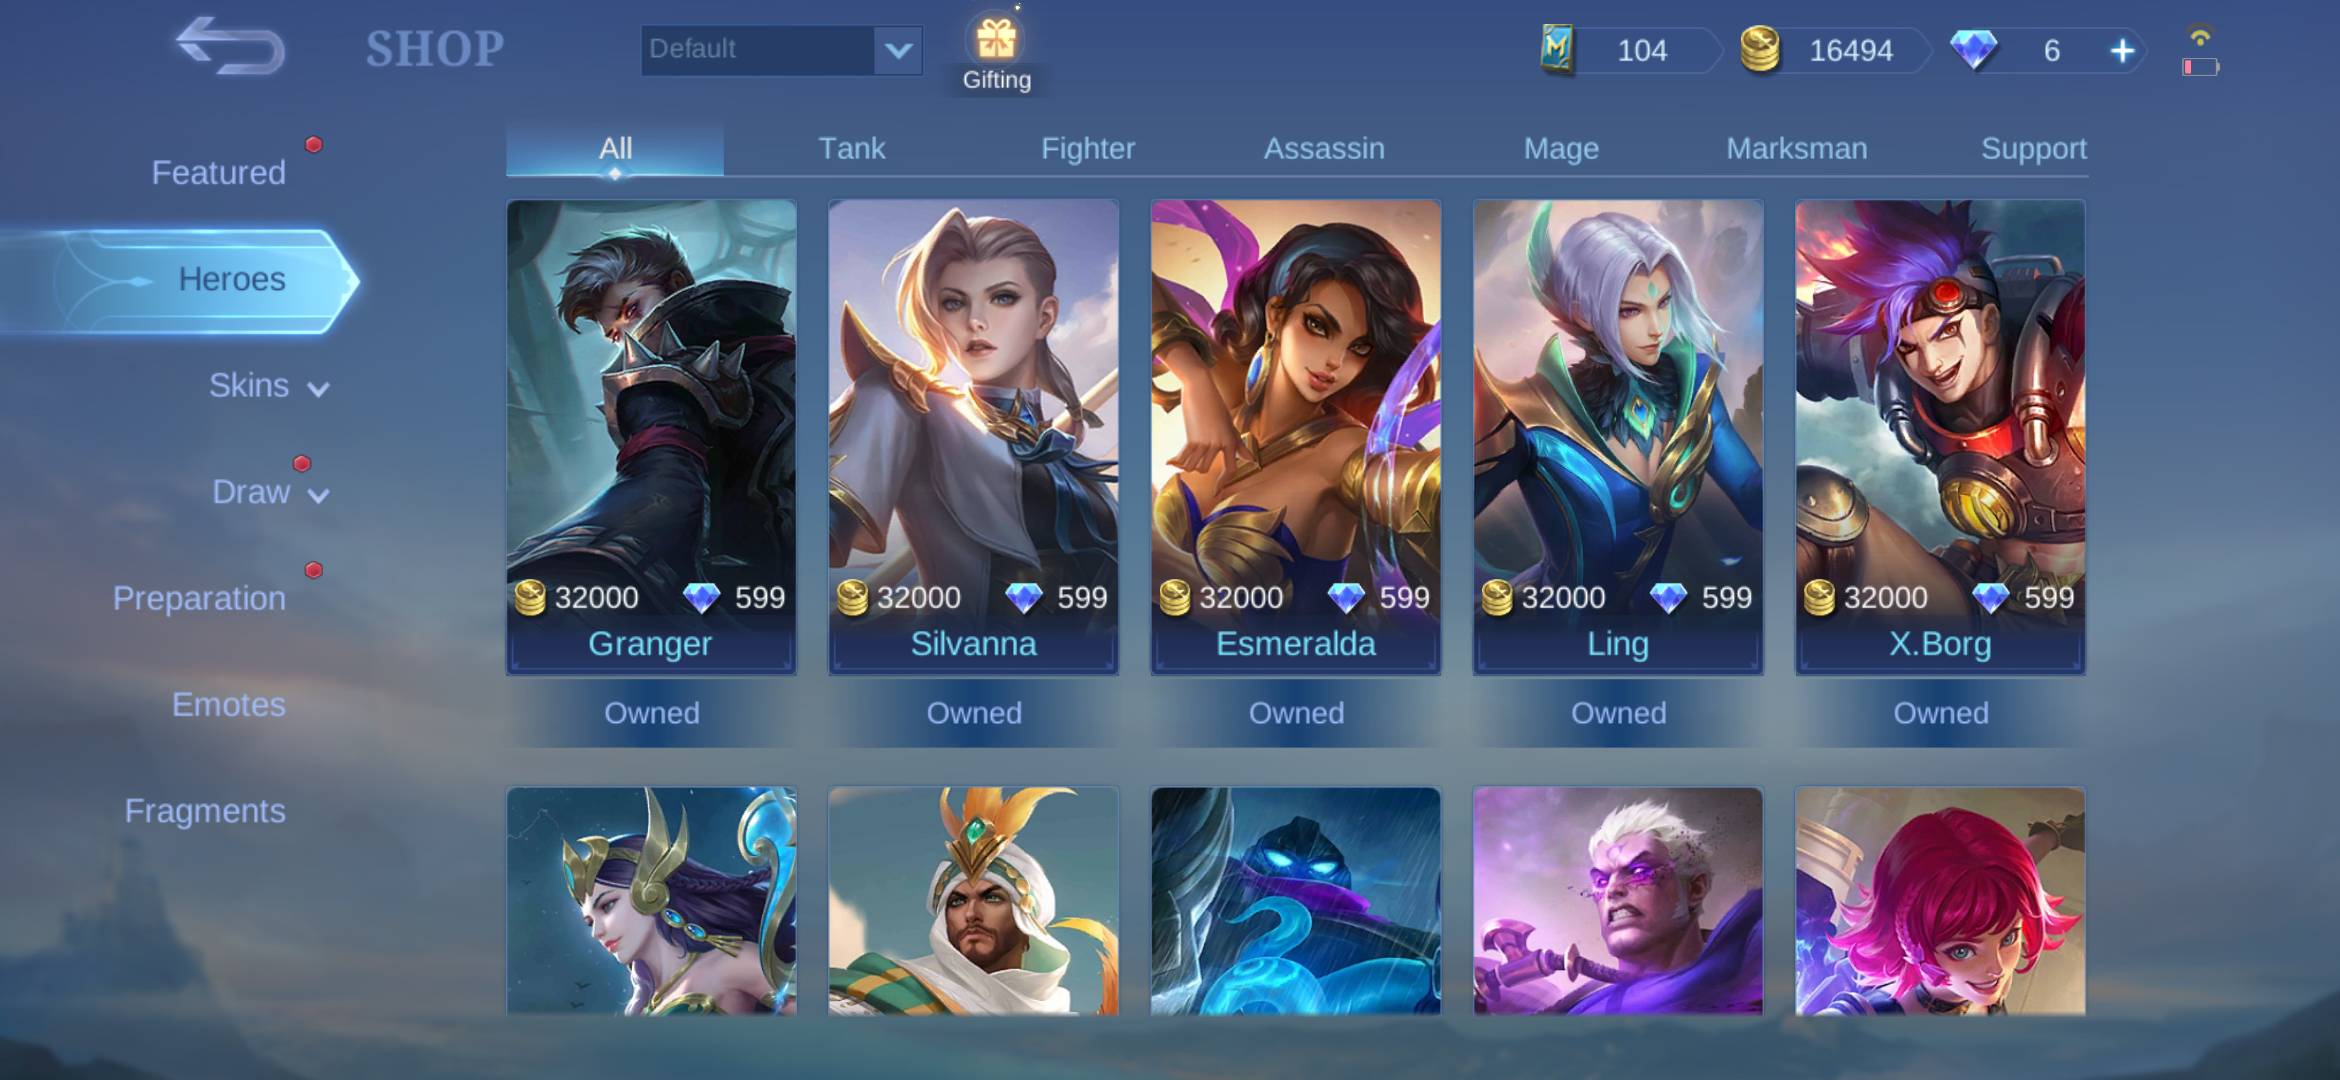 SHOP
Default
Gifting
104
16494
6
Featured
Heroes
Skins
Draw
Preparation
Emotes
Fragments
All Tank Fighter Assassin Mage Marksman Support
32000 599
Granger
Owned
32000 599
Silvanna
Owned
32000 599
Esmeralda
Owned
32000 599
Ling
Owned
32000 599
X.Borg
Owned